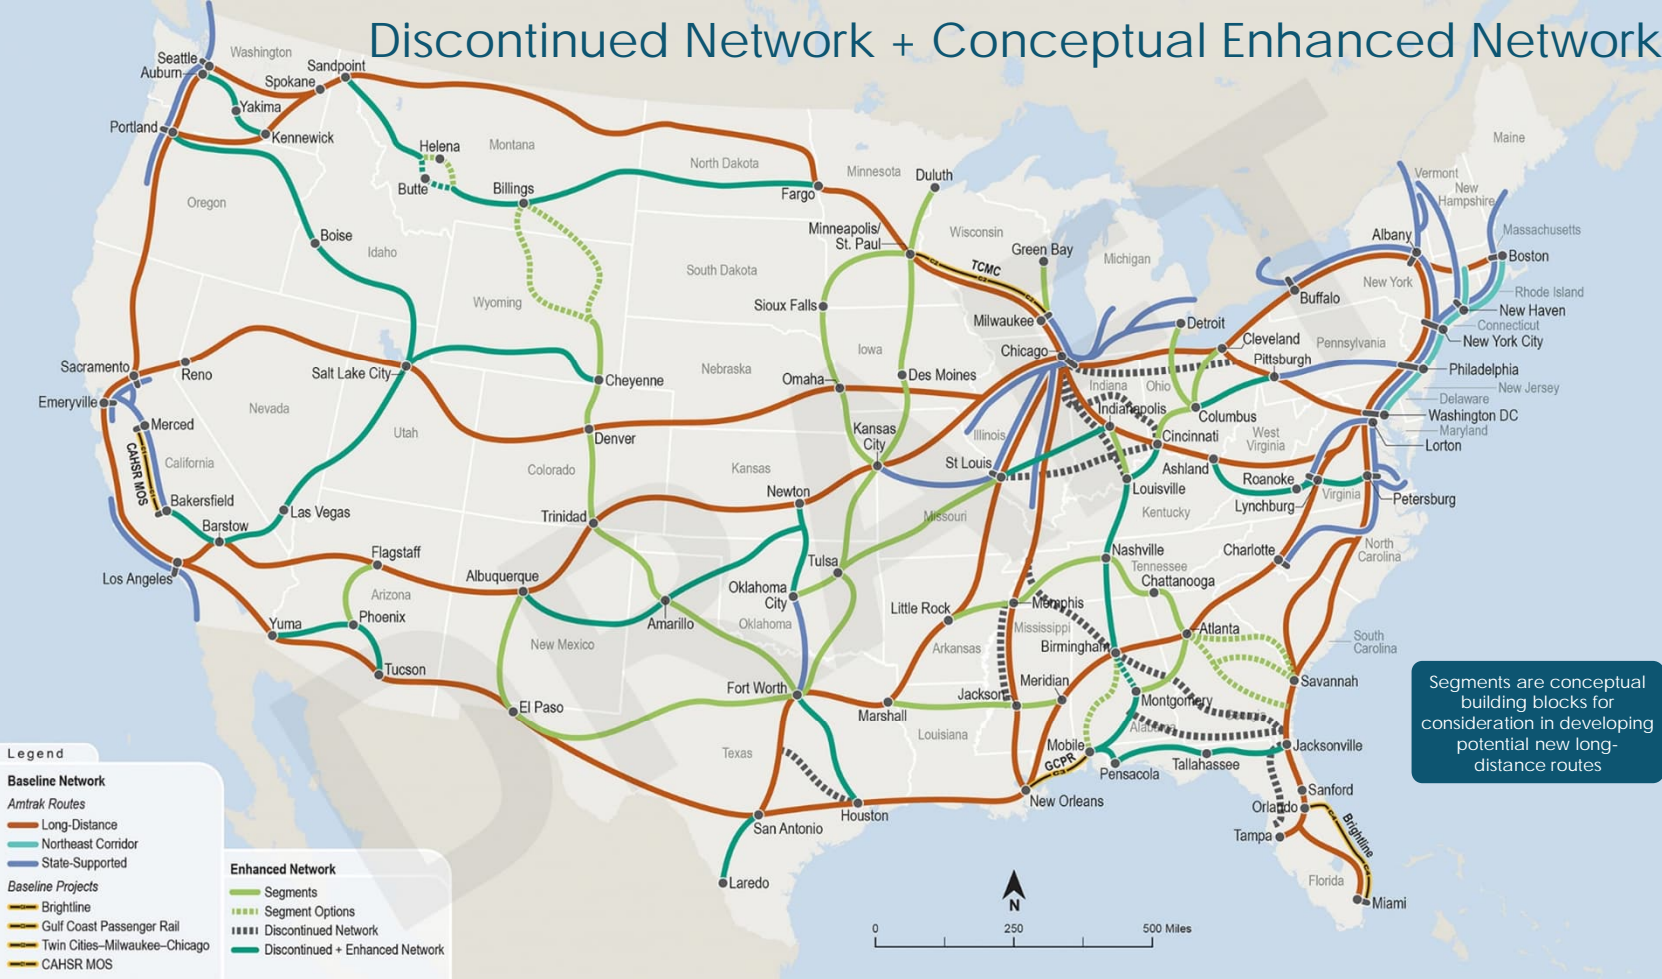 Discontinued Network + Conceptual Enhanced Network
Seattle
Auburn
Washington
Sandpoint
Spokane
Yakima
Portland
Kennewick
Helena
Montana
Butte
Billings
North Dakota
Fargo
Minnesota
Duluth
Maine
Vermont
New
Hampshire
Oregon
Boise
Idaho
Minneapolis/
St. Paul
Wisconsin
Green Bay
TCMC
Michigan
Albany
Massachusetts
Boston
South Dakota
Wyoming
New York
Rhode Island
Buffalo
New Haven
Connecticut
New York City
Sioux Falls
Milwaukee
Detroit
Cleveland
Pittsburgh
Pennsylvania
Iowa
Chicago
Philadelphia
New Jersey
Delaware
Washington DC
Maryland
Lorton
Sacramento
Reno
Salt Lake City
Cheyenne
Nebraska
Omaha
Des Moines
Indiana
Ohio
Indianapolis
Columbus
Emeryville
Nevada
Merced
Utah
Denver
Kansas
City
Illinois
Cincinnati
West
Virginia
CAHSR MOS
California
Colorado
Kansas
St Louis
Ashland
Roanoke
Virginia
Lynchburg
Petersburg
Bakersfield
Las Vegas
Barstow
Newton
Louisville
Kentucky
Trinidad
Missouri
Los Angeles
Flagstaff
Albuquerque
Tulsa
Nashville
Tennessee
Charlotte
North
Carolina
Chattanooga
Arizona
Phoenix
Oklahoma
City
Amarillo
Oklahoma
Little Rock
Memphis
Mississippi
Yuma
New Mexico
Arkansas
Birmingham
Atlanta
South
Carolina
Tucson
El Paso
Fort Worth
Marshall
Jackson
Meridian
Montgomery
Savannah
Georgia
Alabama
Segments are conceptual
building blocks for
consideration in developing
potential new long-
distance routes
Texas
Louisiana
Mobile
GCPR
Pensacola
Tallahassee
Jacksonville
New Orleans
Sanford
Orlando
Houston
San Antonio
Tampa
Brightline
Laredo
Florida
Miami
Legend
Baseline Network
Amtrak Routes
Long-Distance
Northeast Corridor
State-Supported
Baseline Projects
Brightline
Gulf Coast Passenger Rail
Twin Cities–Milwaukee–Chicago
CAHSR MOS
Enhanced Network
Segments
Segment Options
Discontinued Network
Discontinued + Enhanced Network
N
0 250 500 Miles
DRAFT